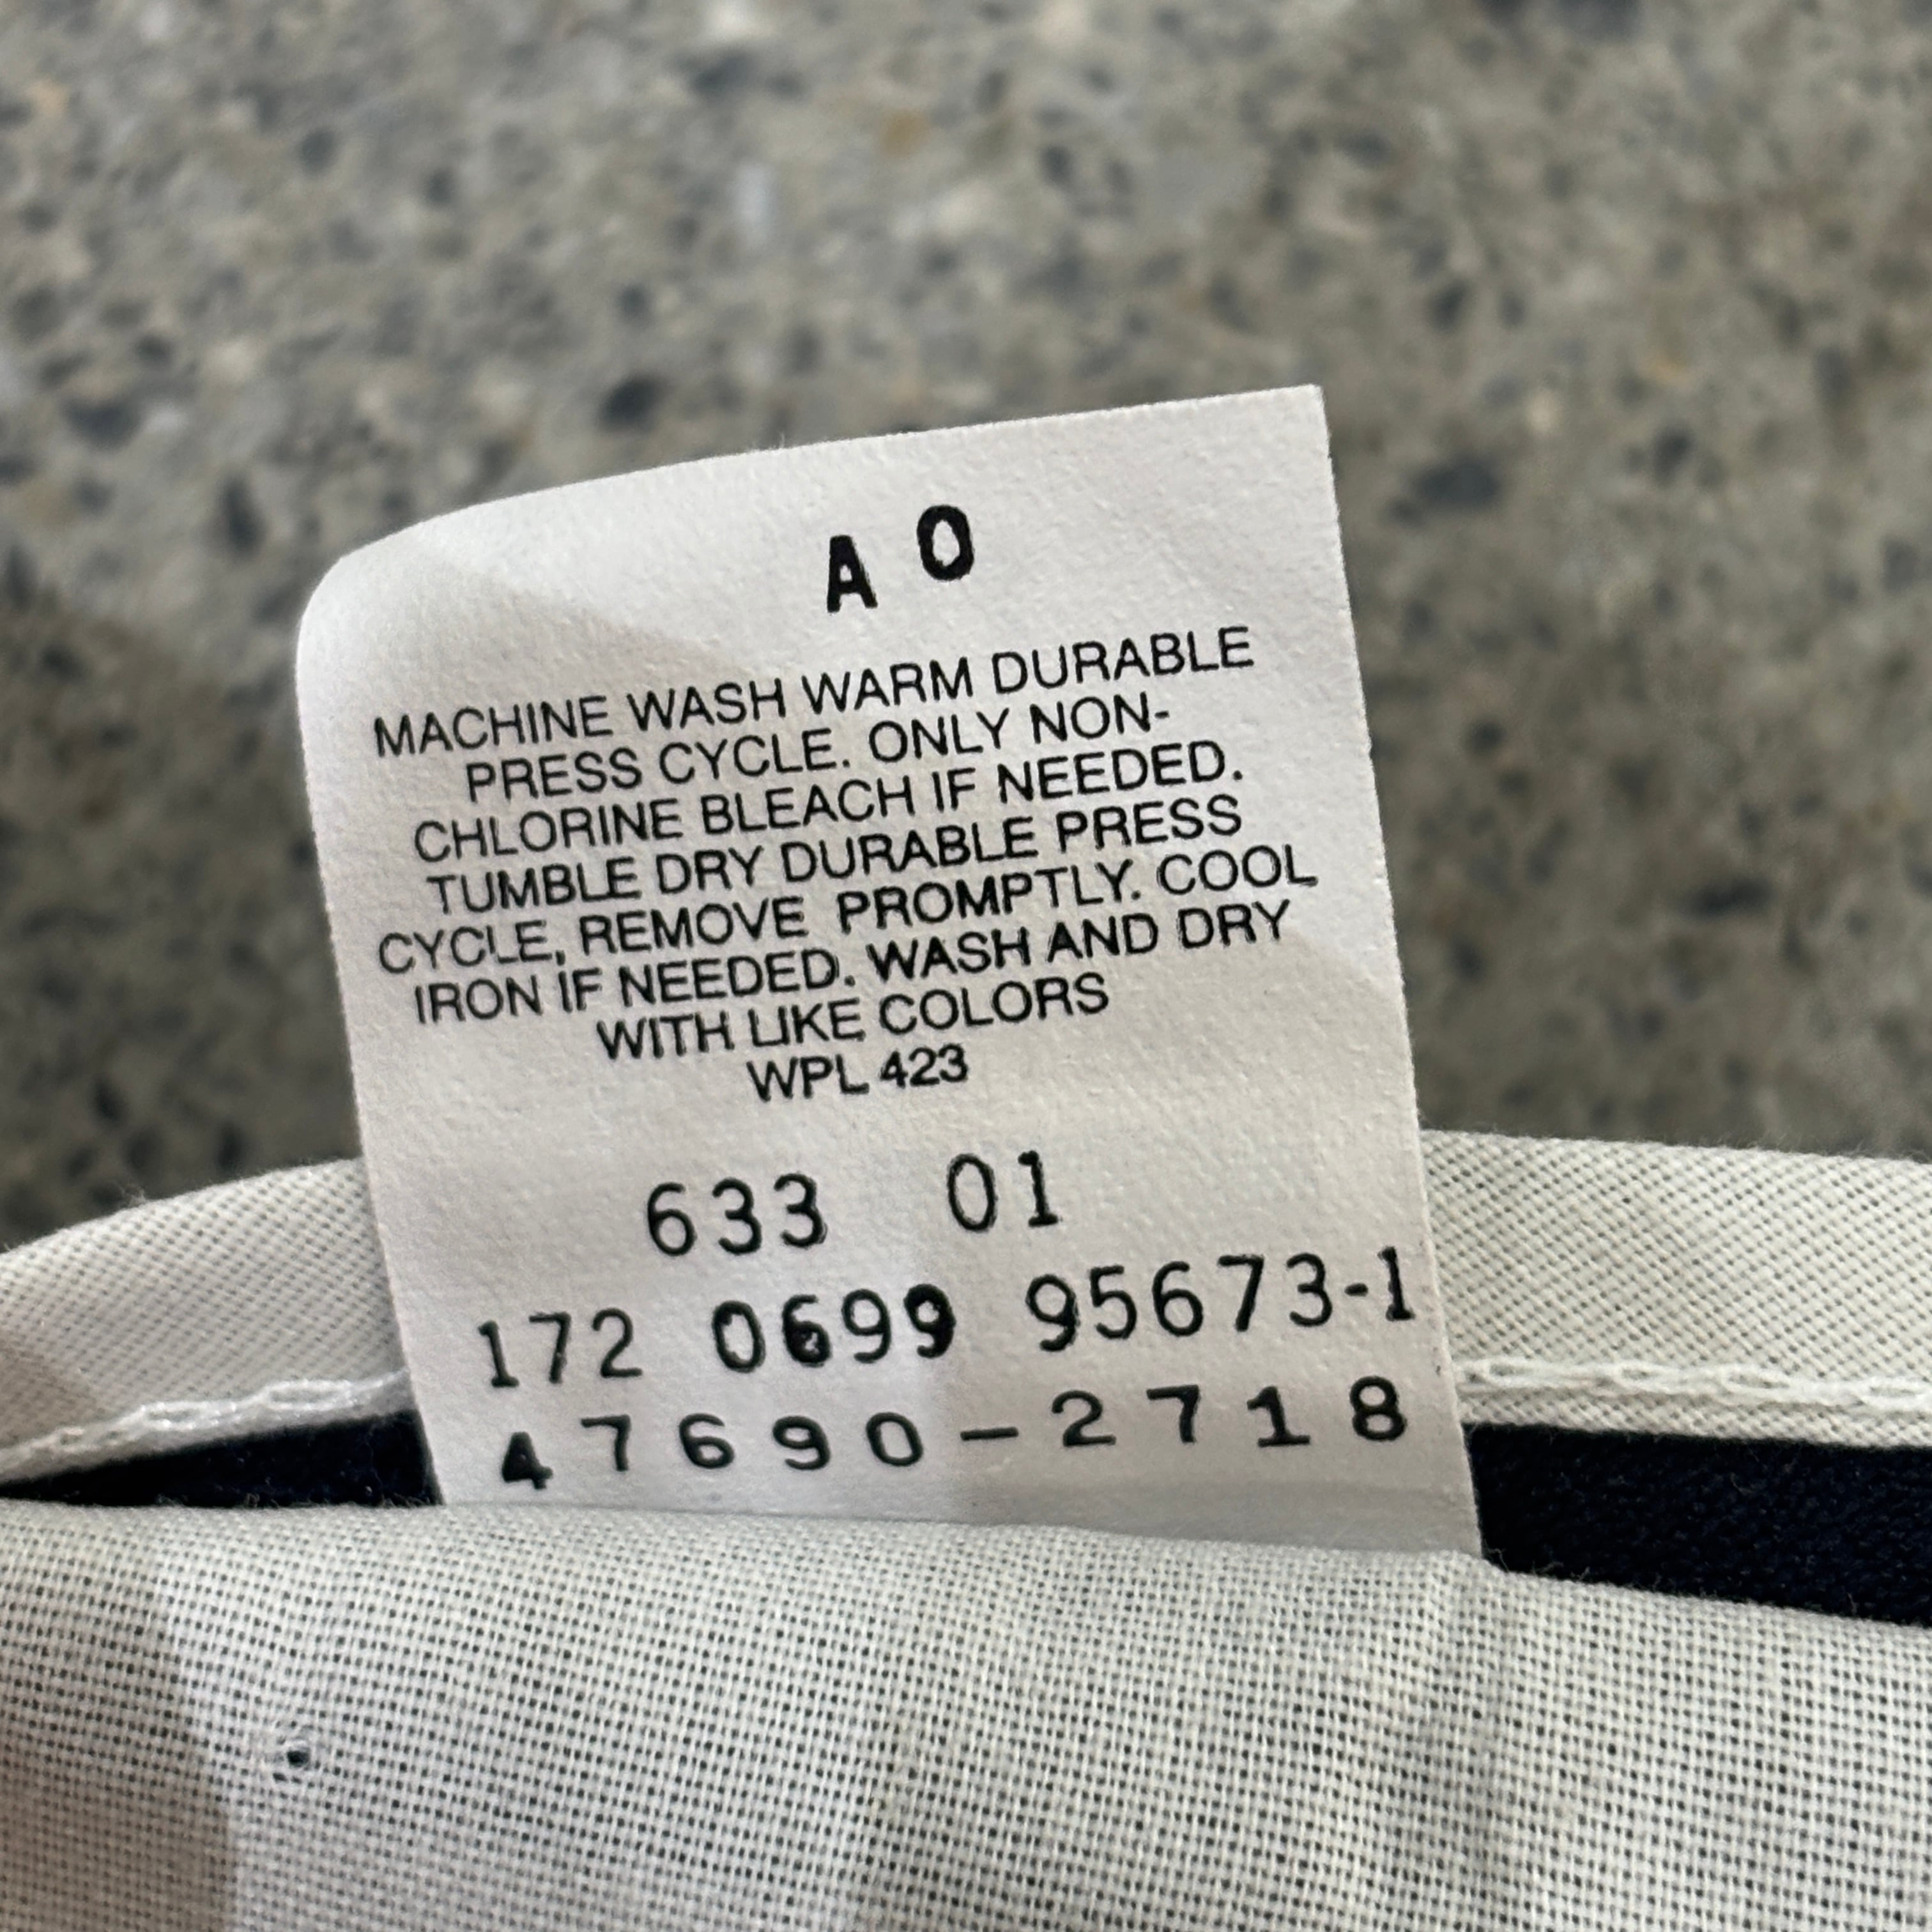 A O
MACHINE WASH WARM DURABLE
PRESS CYCLE. ONLY NON-
CHLORINE BLEACH IF NEEDED.
TUMBLE DRY DURABLE PRESS
CYCLE, REMOVE PROMPTLY. COOL
IRON IF NEEDED. WASH AND DRY
WITH LIKE COLORS
WPL 423
633 01
172 0699 95673-1
47690-2718